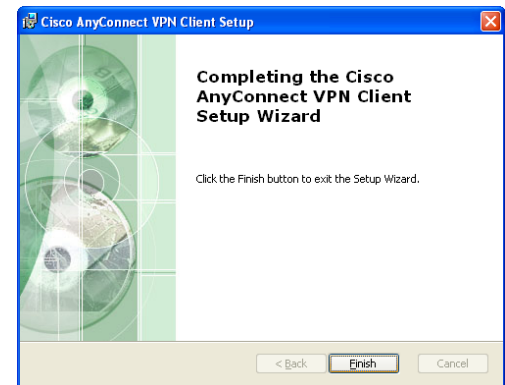 Cisco AnyConnect VPN Client Setup
Completing the Cisco
AnyConnect VPN Client
Setup Wizard
Click the Finish button to exit the Setup Wizard.
< Back Finish Cancel